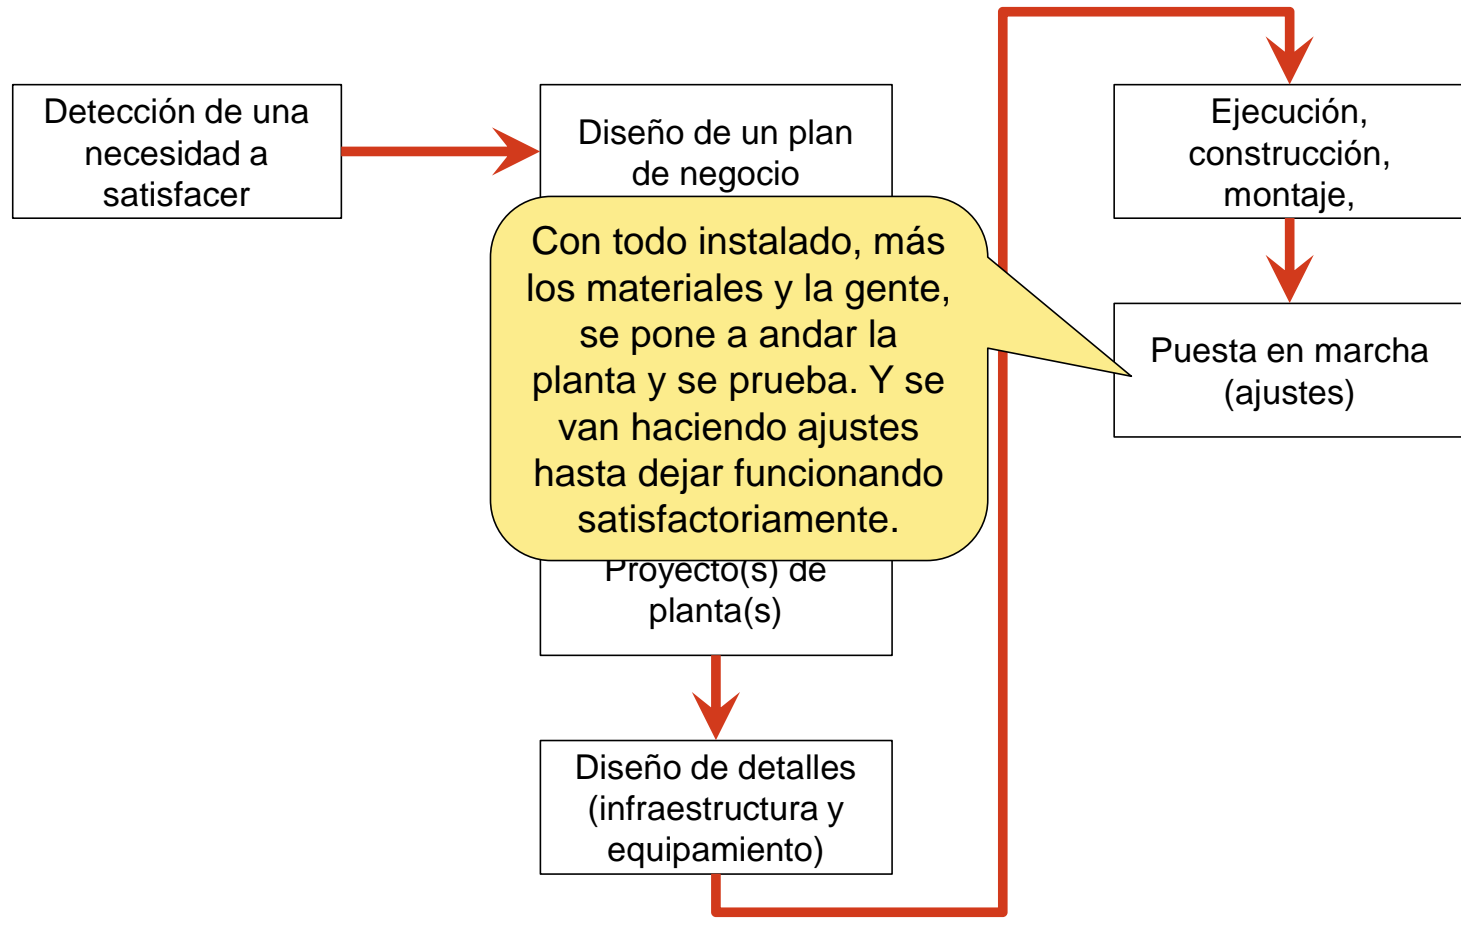 Detección de una
necesidad a
satisfacer
Diseño de un plan
de negocio
Con todo instalado, más
los materiales y la gente,
se pone a andar la
planta y se prueba. Y se
van haciendo ajustes
hasta dejar funcionando
satisfactoriamente.
Proyecto(s) de
planta(s)
Diseño de detalles
(infraestructura y
equipamiento)
Ejecución,
construcción,
montaje,
Puesta en marcha
(ajustes)